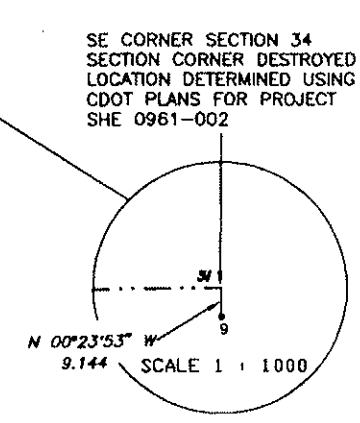 SE CORNER SECTION 34
SECTION CORNER DESTROYED
LOCATION DETERMINED USING
CDOT PLANS FOR PROJECT
SHE 0961-002
34
9
N 00°23'53" W
9.144
SCALE 1 : 1000